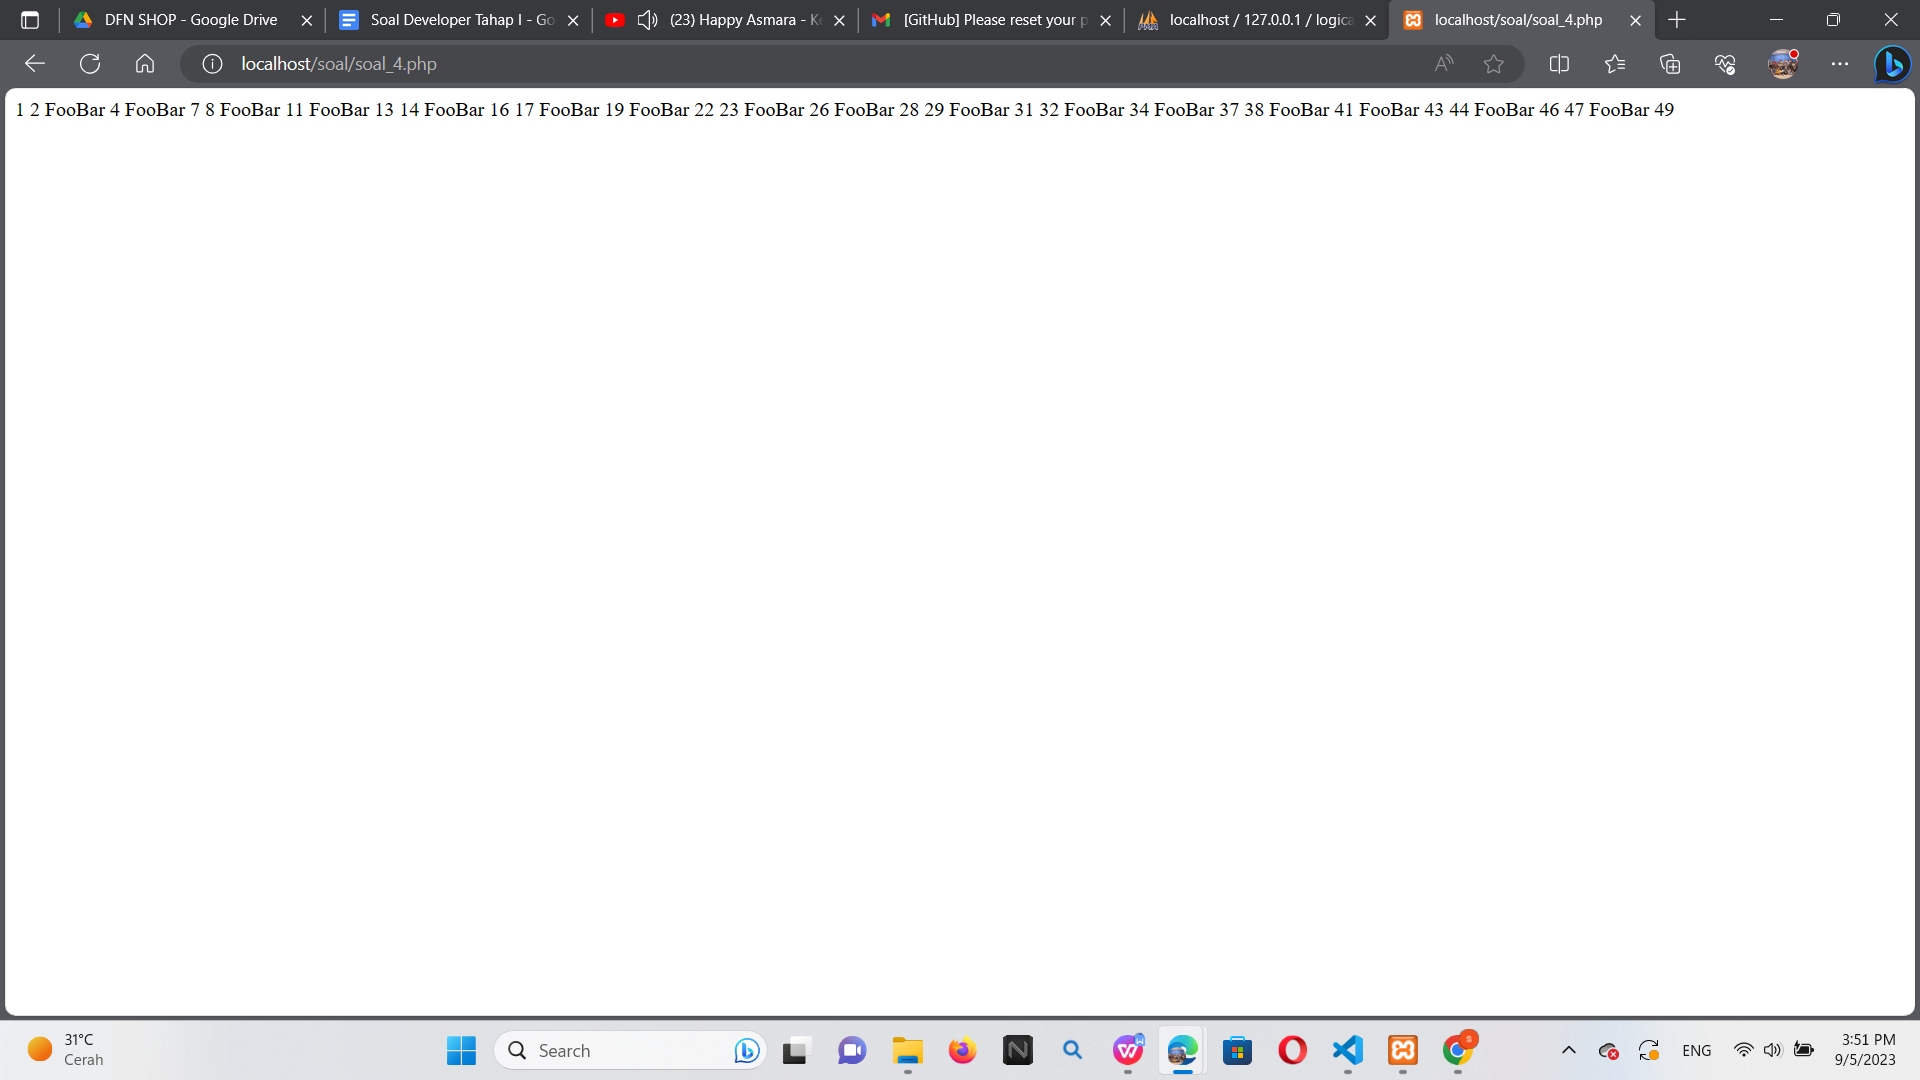 DFN SHOP - Google Drive
Soal Developer Tahap I - Go
(23) Happy Asmara - Ke
[GitHub] Please reset your p
localhost / 127.0.0.1 / logica
localhost/soal/soal_4.php
localhost/soal/soal_4.php
1 2 FooBar 4 FooBar 7 8 FooBar 11 FooBar 13 14 FooBar 16 17 FooBar 19 FooBar 22 23 FooBar 26 FooBar 28 29 FooBar 31 32 FooBar 34 FooBar 37 38 FooBar 41 FooBar 43 44 FooBar 46 47 FooBar 49
31°C
Cerah
Search
ENG
3:51 PM
9/5/2023